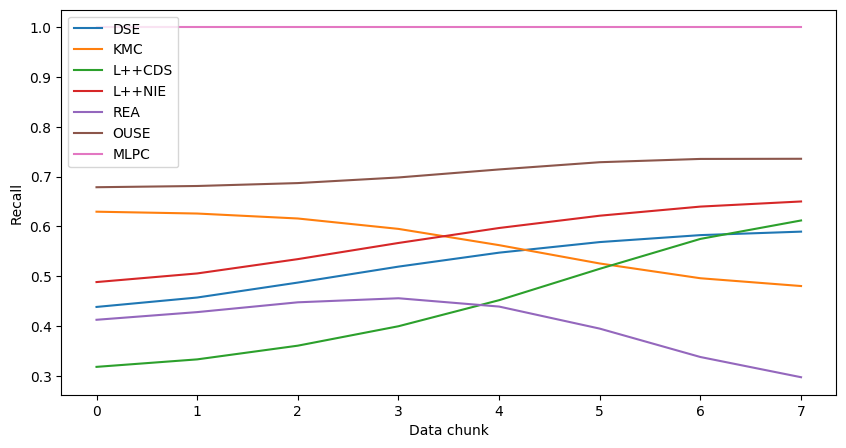 1.0
0.9
0.8
0.7
0.6
0.5
0.4
0.3
Recall
DSE
KMC
L++CDS
L++NIE
REA
OUSE
MLPC
0 1 2 3 4 5 6 7
Data chunk